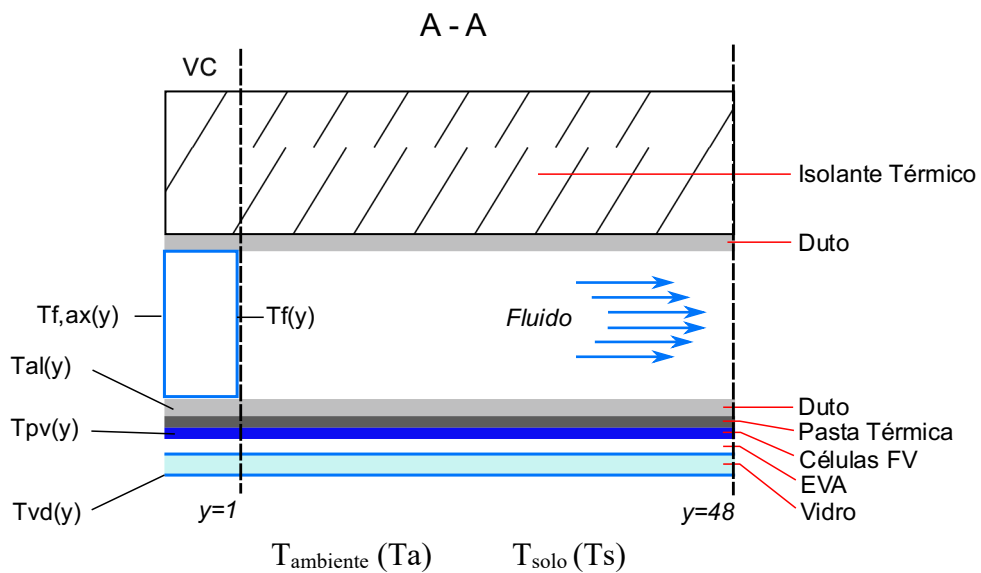 A - A
VC
Isolante Térmico
Duto
Tf,ax(y)
Tf(y)
Fluido
Tal(y)
Tpv(y)
Duto
Pasta Térmica
Células FV
EVA
Vidro
Tvd(y)
y=1
y=48
Tambiente (Ta)
Tsolo (Ts)